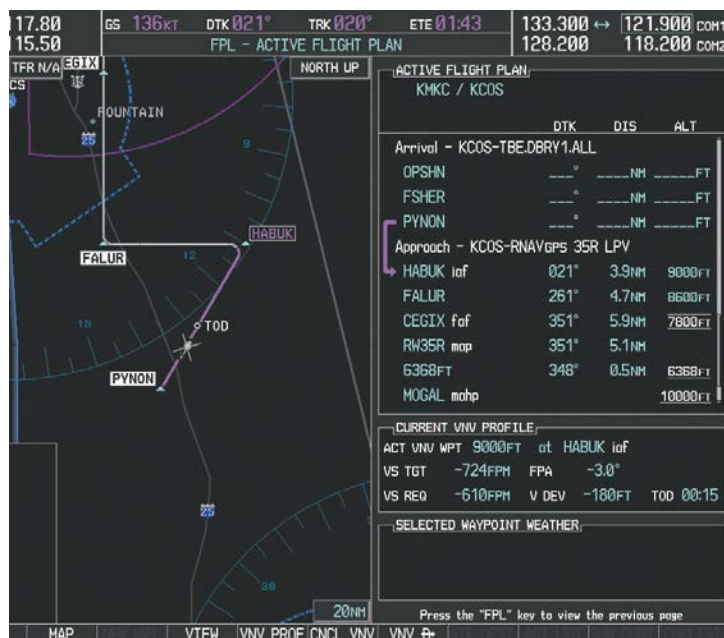 17.80 GS 136KT DTK 021° TRK 020° ETE 01:43 133.300 ↔ 121.900 COM1
15.50 FPL – ACTIVE FLIGHT PLAN 128.200 118.200 COM2
TFR N/A EGIX NORTH UP
CS
FOUNTAIN
25
9
HABUK
FALUR
12
15
TOD
PYNON
25
30
20NM
ACTIVE FLIGHT PLAN
KMKC / KCOS
DTK DIS ALT
Arrival – KCOS-TBE.DBRY1.ALL
OPSHN ___° ____NM _____FT
FSHER ___° ____NM _____FT
PYNON ___° ____NM _____FT
Approach – KCOS-RNAVGPS 35R LPV
HABUK iaf 021° 3.9NM 9000FT
FALUR 261° 4.7NM 8600FT
CEGIX faf 351° 5.9NM 7800FT
RW35R map 351° 5.1NM
6368FT 348° 0.5NM 6368FT
MOGAL mahp 10000FT
CURRENT VNV PROFILE
ACT VNV WPT 9000FT at HABUK iaf
VS TGT -724FPM FPA -3.0°
VS REQ -610FPM V DEV -180FT TOD 00:15
SELECTED WAYPOINT WEATHER
Press the "FPL" key to view the previous page
MAP VIEW VNV PROF CNCL VNV VNV